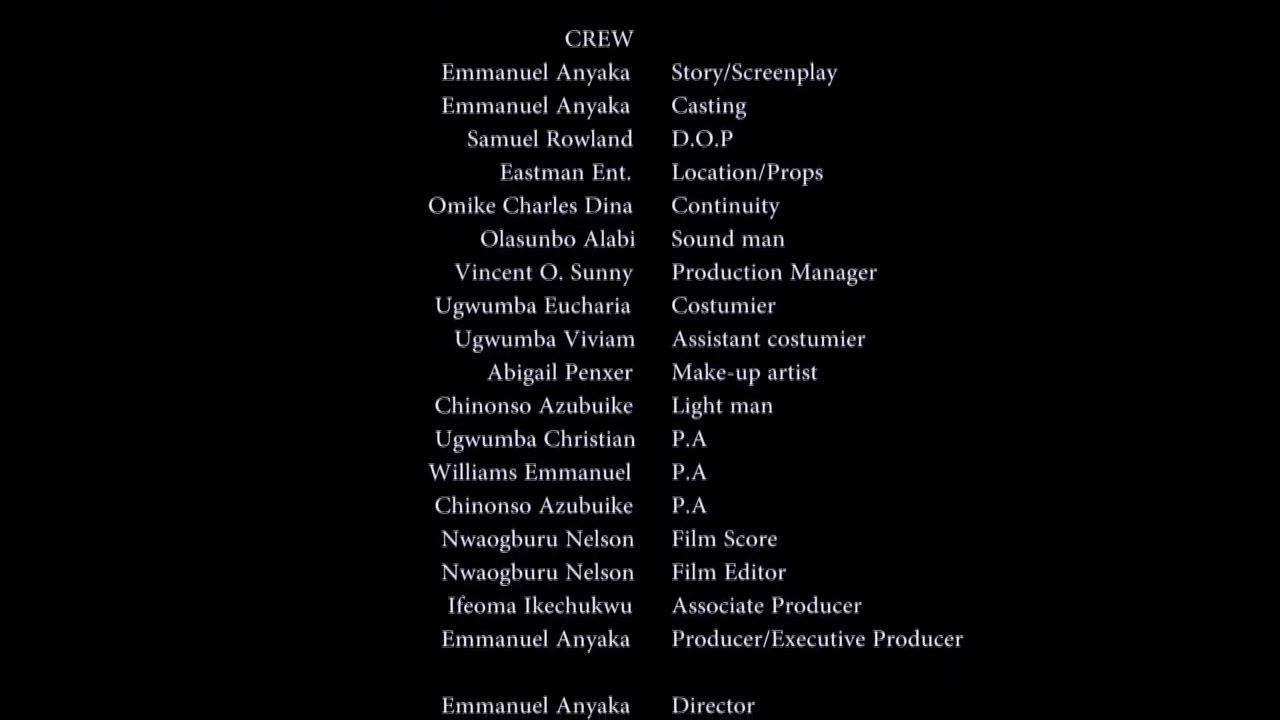 CREW
Emmanuel Anyaka Story/Screenplay
Emmanuel Anyaka Casting
Samuel Rowland D.O.P
Eastman Ent. Location/Props
Omike Charles Dina Continuity
Olasunbo Alabi Sound man
Vincent O. Sunny Production Manager
Ugwumba Eucharia Costumier
Ugwumba Viviam Assistant costumier
Abigail Penxer Make-up artist
Chinonso Azubuike Light man
Ugwumba Christian P.A
Williams Emmanuel P.A
Chinonso Azubuike P.A
Nwaogburu Nelson Film Score
Nwaogburu Nelson Film Editor
Ifeoma Ikechukwu Associate Producer
Emmanuel Anyaka Producer/Executive Producer
Emmanuel Anyaka Director